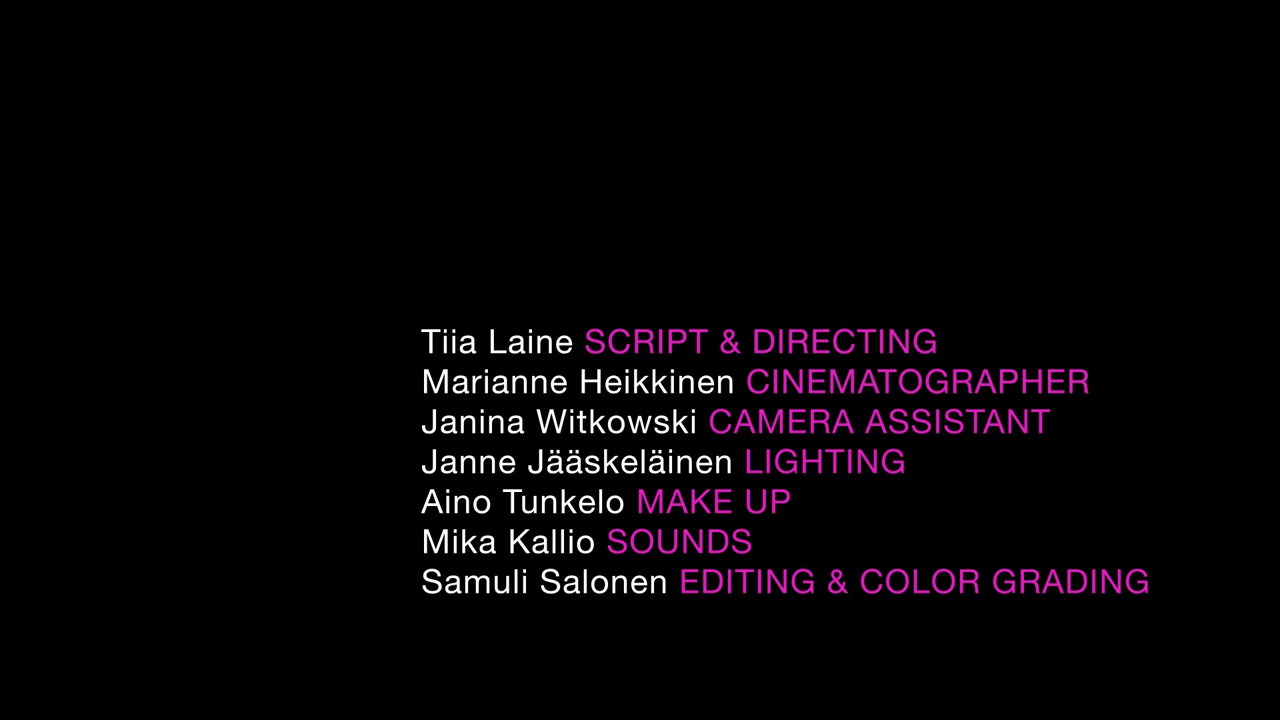 Tiia Laine SCRIPT & DIRECTING
Marianne Heikkinen CINEMATOGRAPHER
Janina Witkowski CAMERA ASSISTANT
Janne Jääskeläinen LIGHTING
Aino Tunkelo MAKE UP
Mika Kallio SOUNDS
Samuli Salonen EDITING & COLOR GRADING